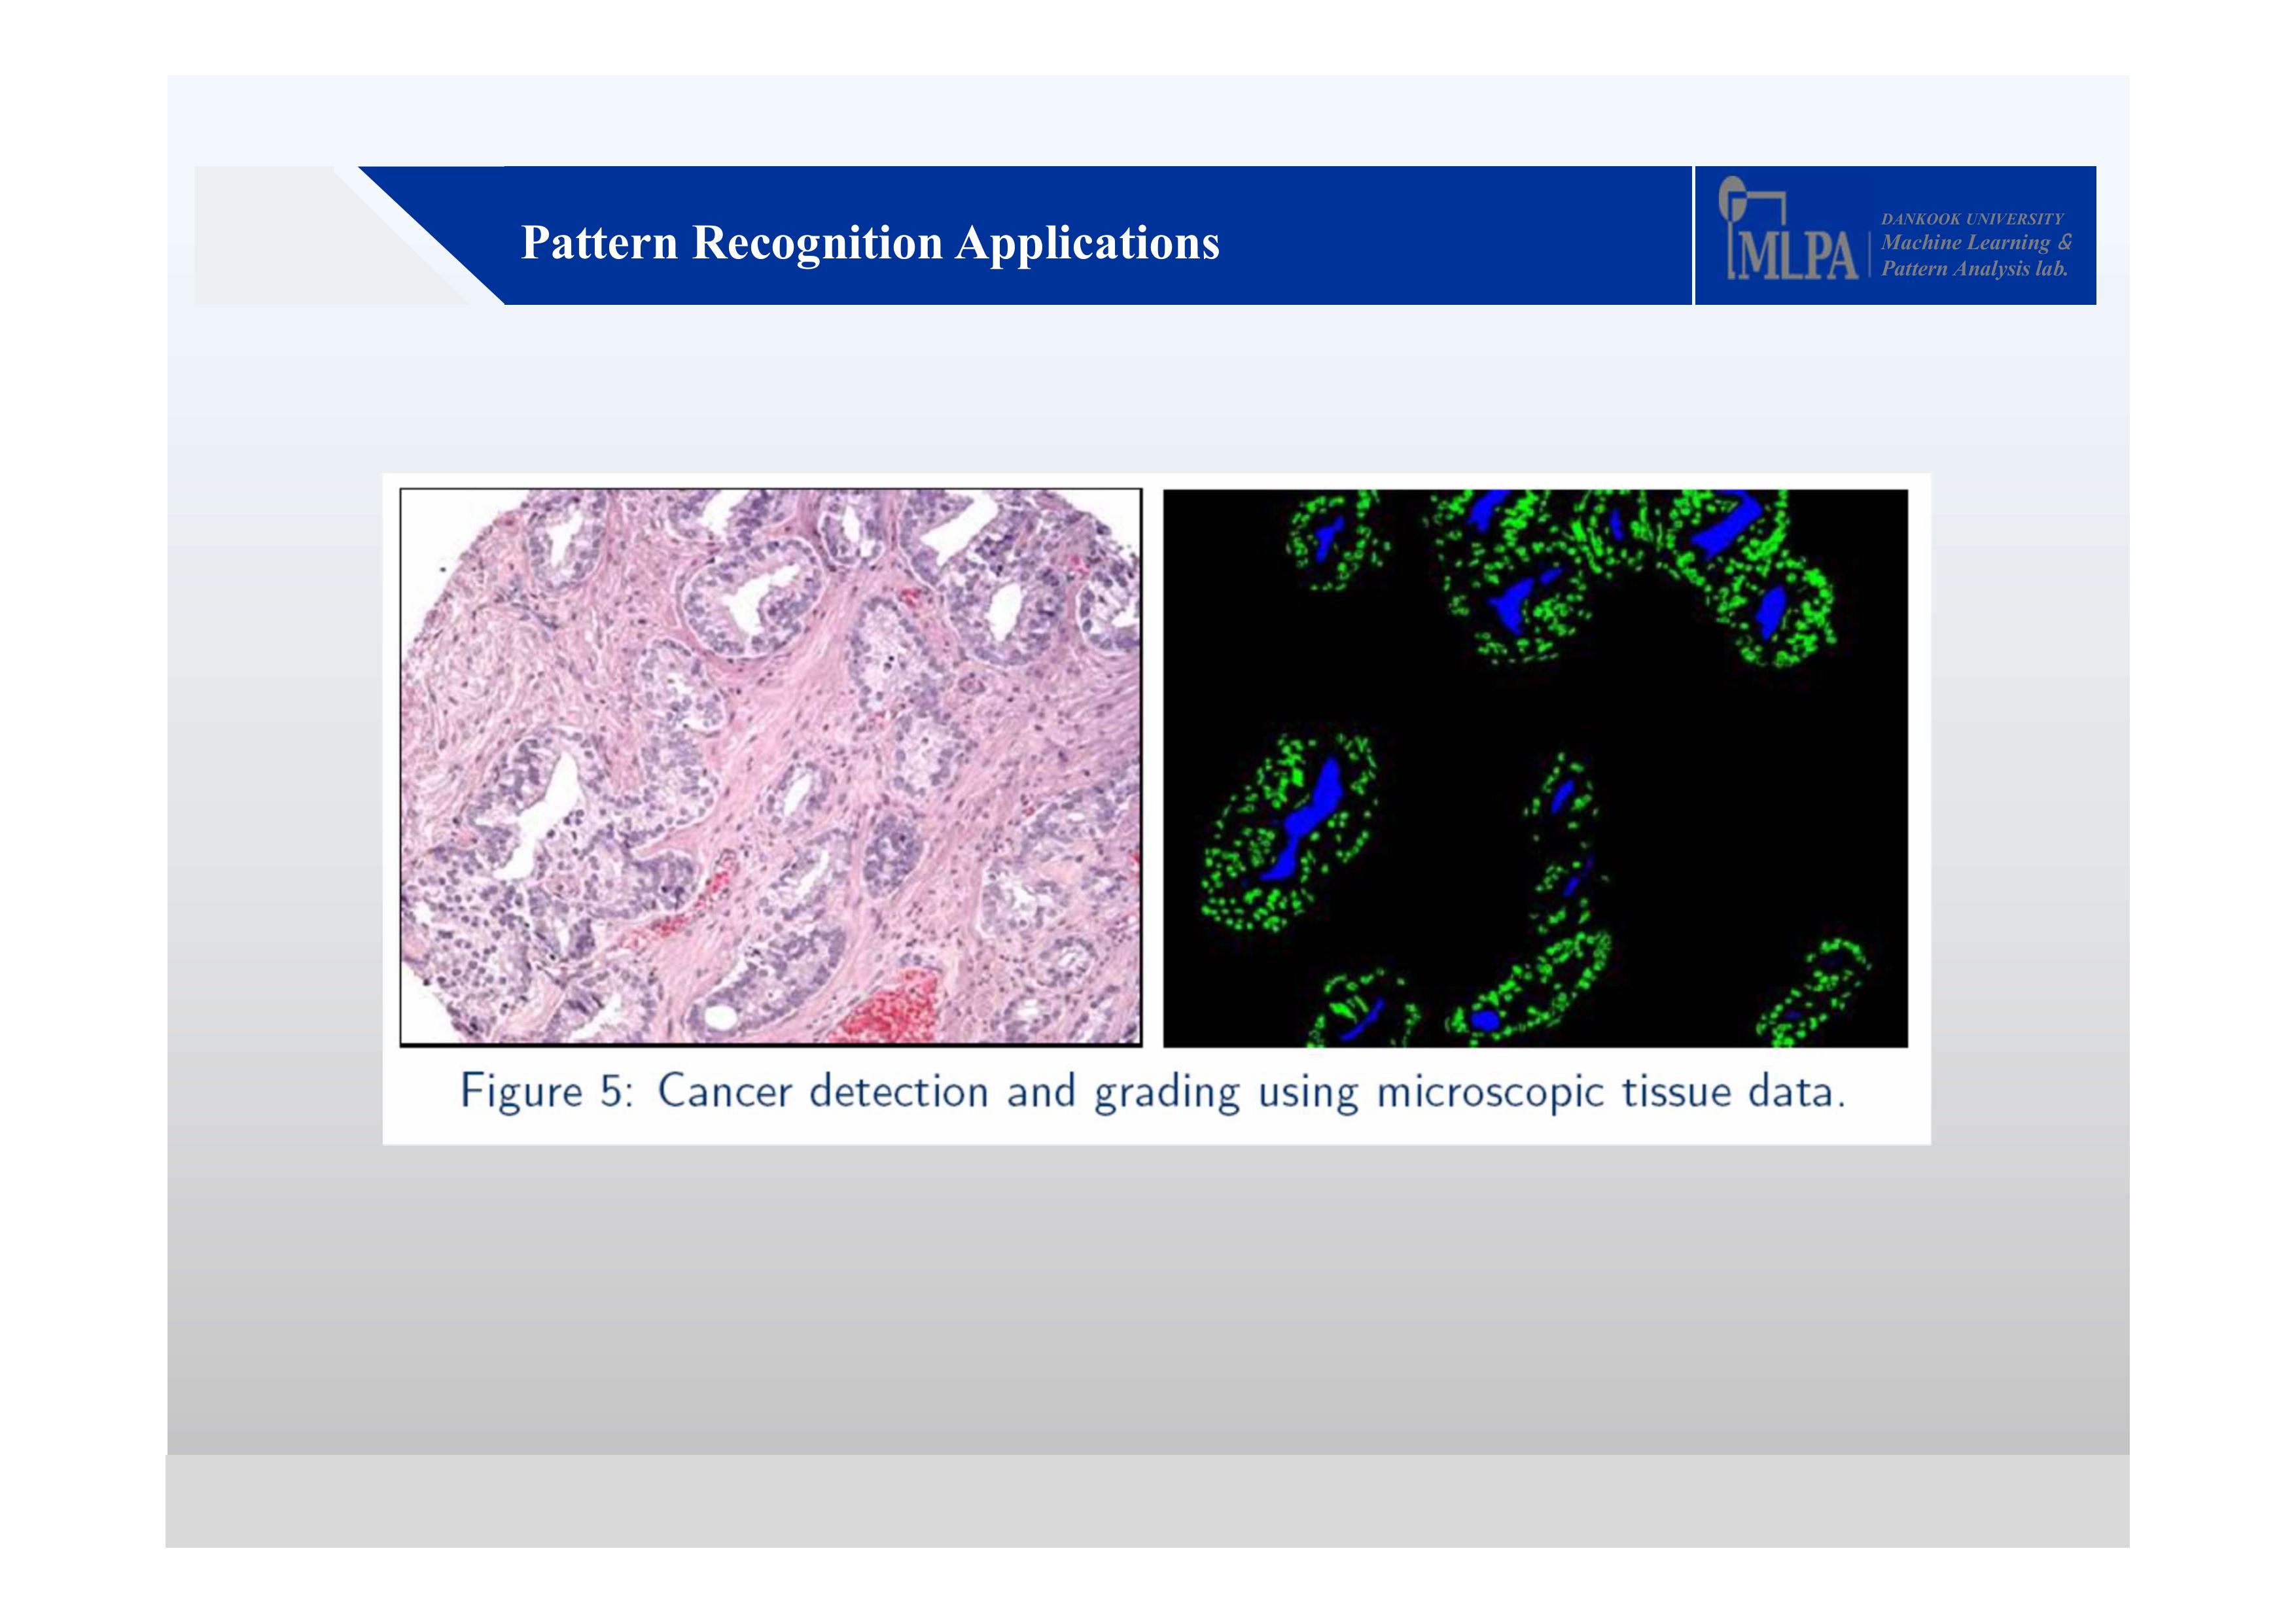 Pattern Recognition Applications
MLPA
DANKOOK UNIVERSITY
Machine Learning &
Pattern Analysis lab.
Figure 5: Cancer detection and grading using microscopic tissue data.